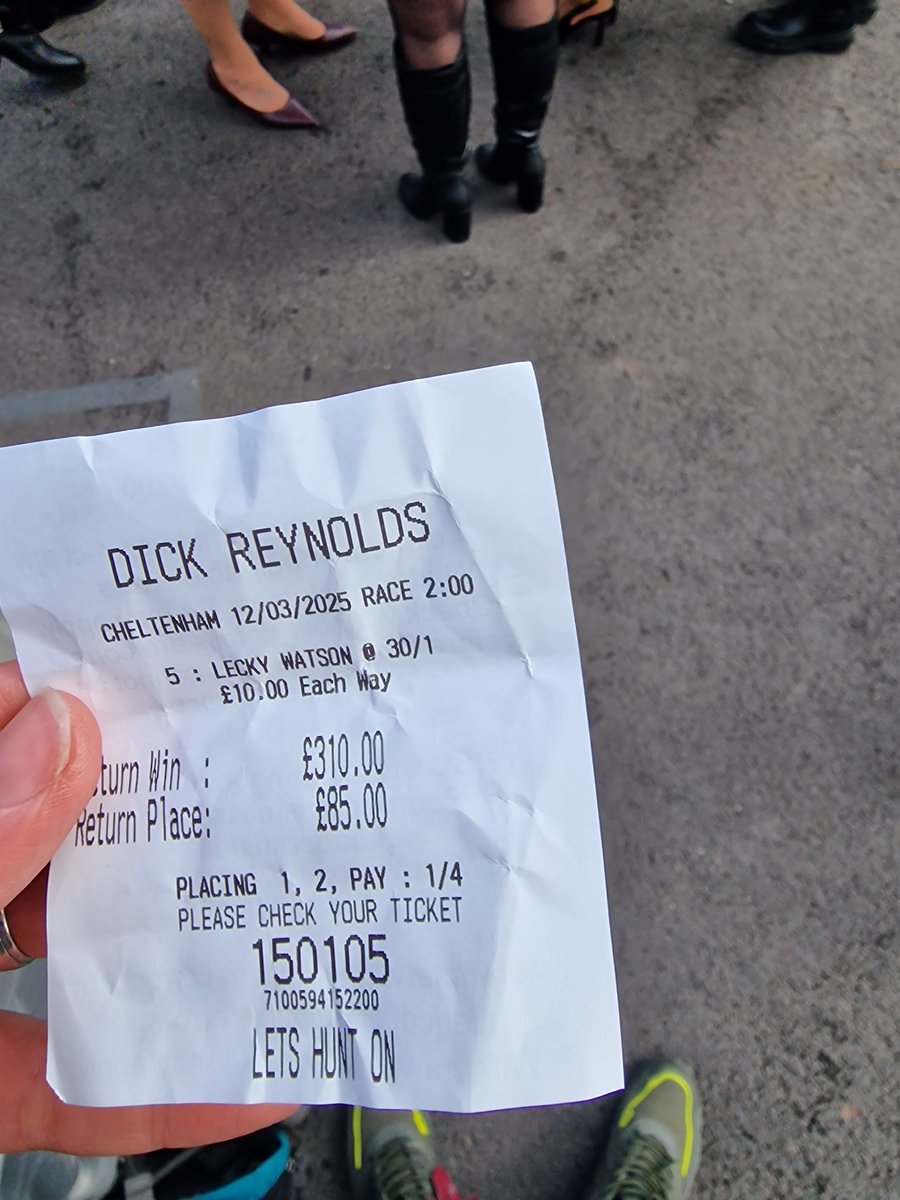 DICK REYNOLDS
CHELTENHAM 12/03/2025 RACE 2:00
5 : LECKY WATSON @ 30/1
£10.00 Each Way
turn Win : £310.00
Return Place: £85.00
PLACING 1, 2, PAY : 1/4
PLEASE CHECK YOUR TICKET
150105
7100594152200
LETS HUNT ON